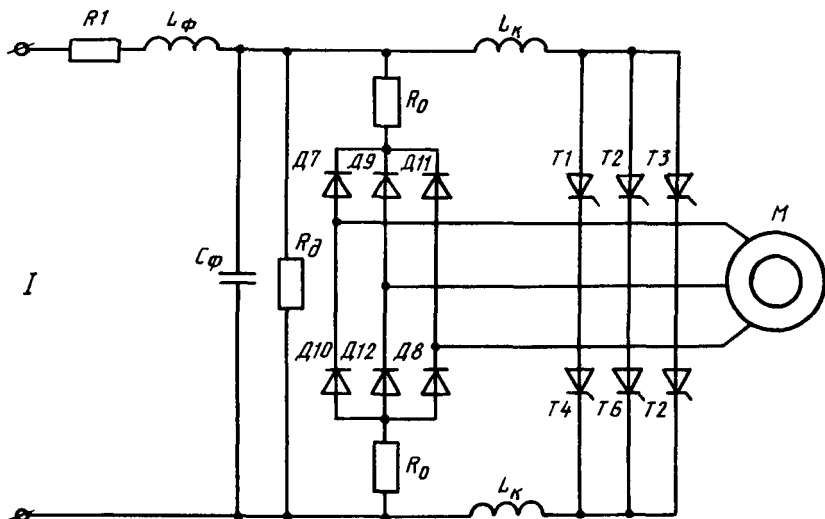 R1 Lф Lк
R0
Д7 Д9 Д11 T1 T2 T3
M
Cф Rд
I
Д10 Д12 Д8
T4 T6 T2
R0
Lк